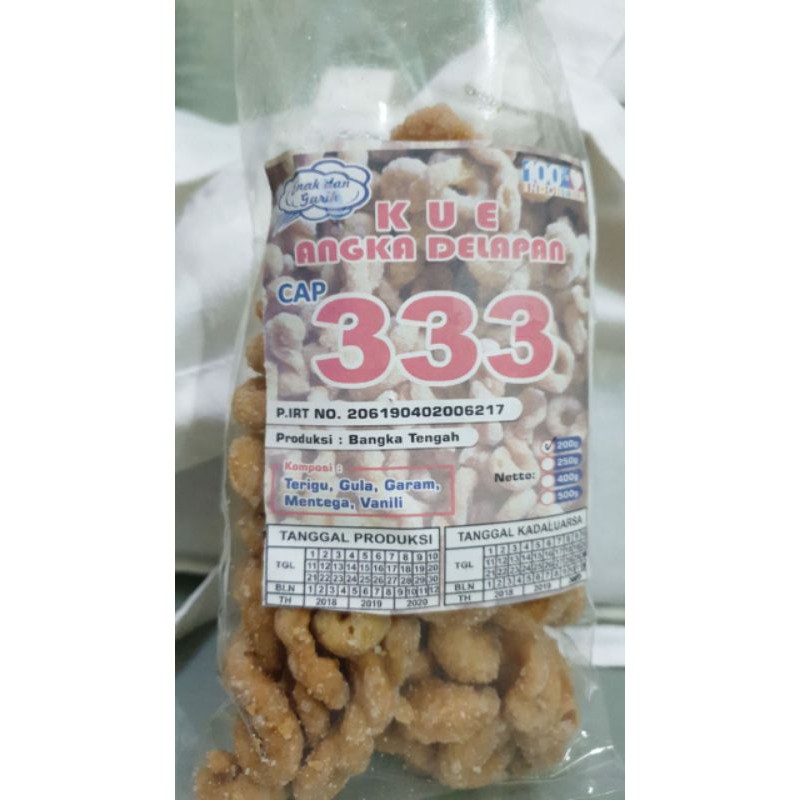 Enak dan
Gurih
100%
KUE
ANGKA DELAPAN
CAP
333
P.IRT NO. 206190402006217
Produksi : Bangka Tengah
Komposi :
Terigu, Gula, Garam,
Mentega, Vanili
Netto:
200g
250g
400g
500g
TANGGAL PRODUKSI
TGL
1 2 3 4 5 6 7 8 9 10
11 12 13 14 15 16 17 18 19 20
21 22 23 24 25 26 27 28 29 30
BLN 1 2 3 4 5 6 7 8 9 10 11 12
TH 2018 2019 2020
TANGGAL KADALUARSA
TGL
BLN
TH 2018 2019